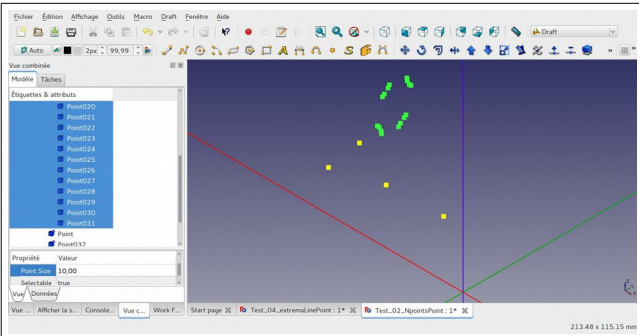 Fichier Édition Affichage Outils Macro Draft Fenêtre Aide
Draft
Auto 2px 99,99
Vue combinée
Modèle Tâches
Étiquettes & attributs
Point020
Point021
Point022
Point023
Point024
Point025
Point026
Point027
Point028
Point029
Point030
Point031
Point
Point032
Propriété Valeur
Point Size 10,00
Selectable true
Vue Données
Vue ... Afficher la s... Console... Vue c... Work F... Start page Test_04_extremaLinePoint : 1* Test_02_NpointsPoint : 1*
213.48 x 115.15 mm